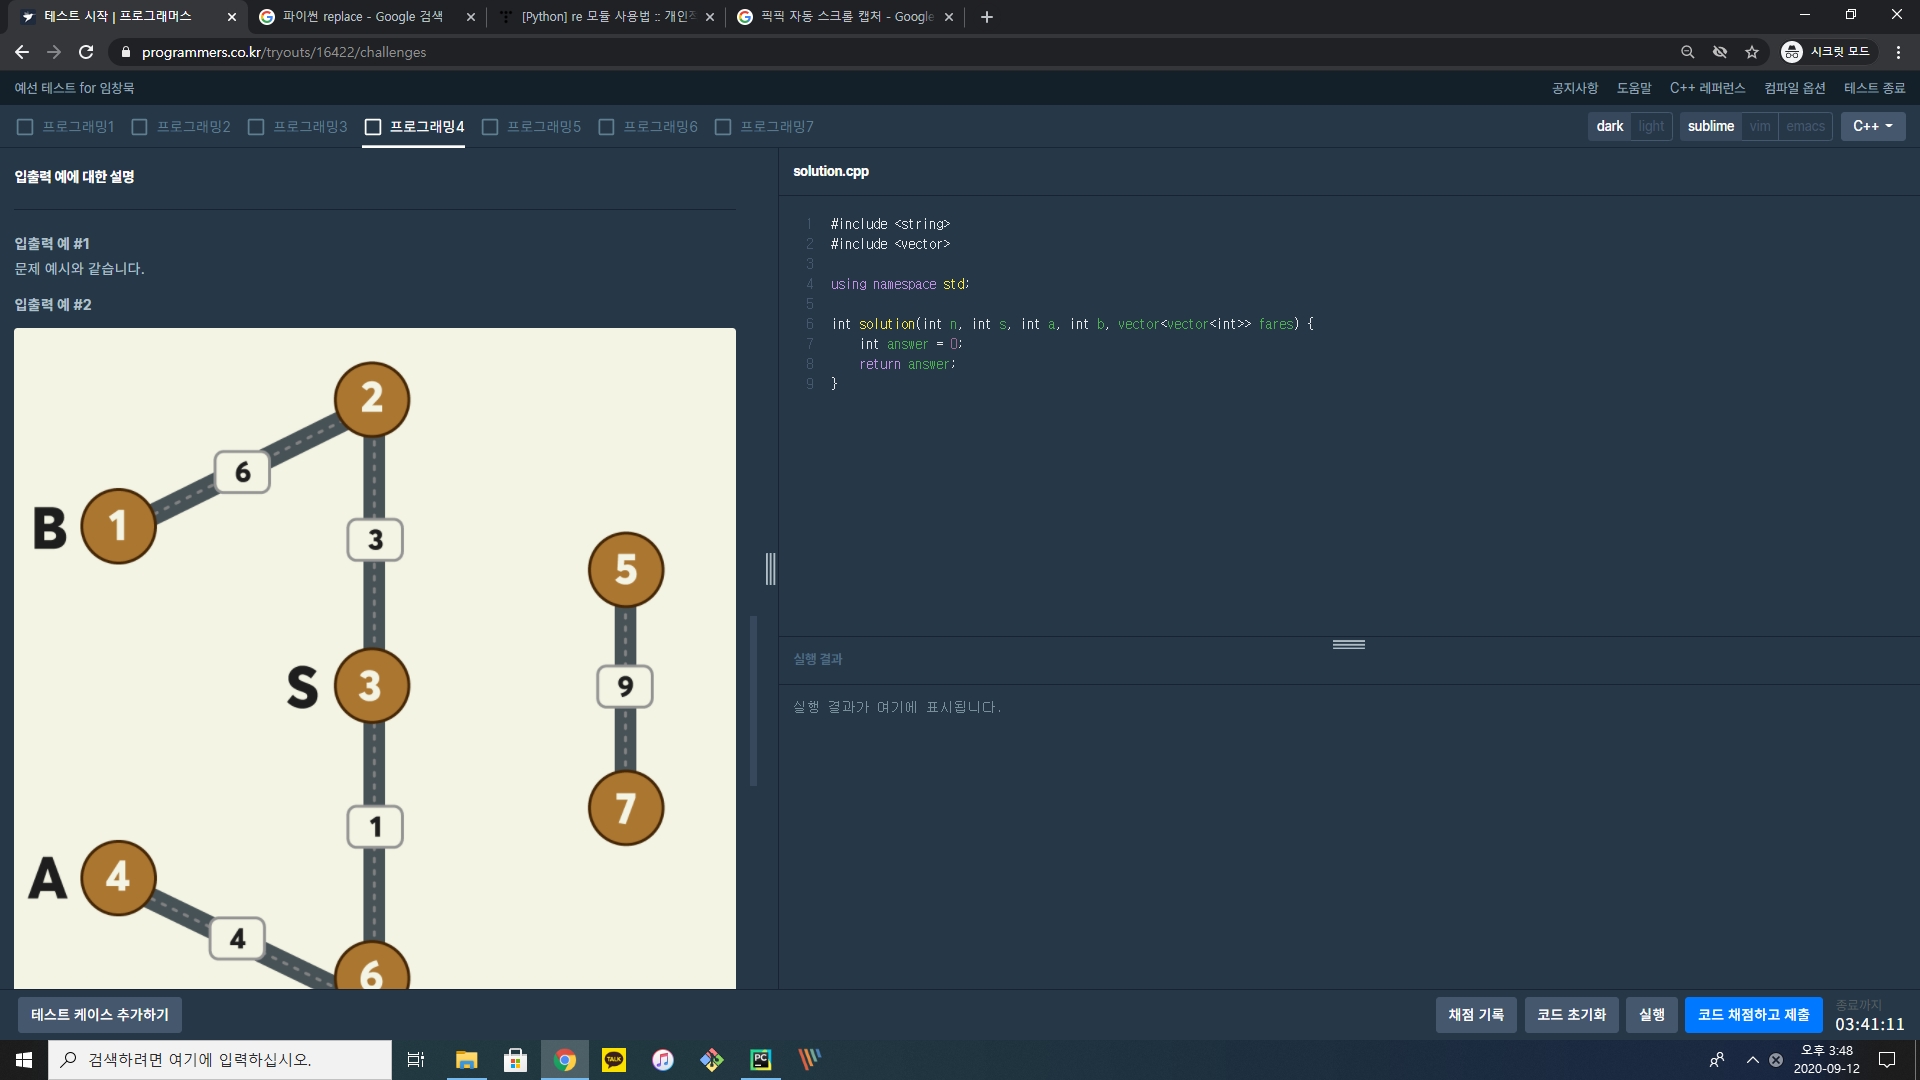 테스트 시작 | 프로그래머스
파이썬 replace - Google 검색
[Python] re 모듈 사용법 :: 개인적
픽픽 자동 스크롤 캡처 - Google
programmers.co.kr/tryouts/16422/challenges
시크릿 모드
예선 테스트 for 임창묵
공지사항
도움말
C++ 레퍼런스
컴파일 옵션
테스트 종료
프로그래밍1
프로그래밍2
프로그래밍3
프로그래밍4
프로그래밍5
프로그래밍6
프로그래밍7
dark
light
sublime
vim
emacs
C++
입출력 예에 대한 설명
입출력 예 #1
문제 예시와 같습니다.
입출력 예 #2
2
6
B
1
3
5
S
3
9
1
7
A
4
4
6
solution.cpp
1 #include <string>
2 #include <vector>
3
4 using namespace std;
5
6 int solution(int n, int s, int a, int b, vector<vector<int>> fares) {
7     int answer = 0;
8     return answer;
9 }
실행 결과
실행 결과가 여기에 표시됩니다.
테스트 케이스 추가하기
채점 기록
코드 초기화
실행
코드 채점하고 제출
종료까지
03:41:11
검색하려면 여기에 입력하십시오.
TALK
PC
오후 3:48
2020-09-12